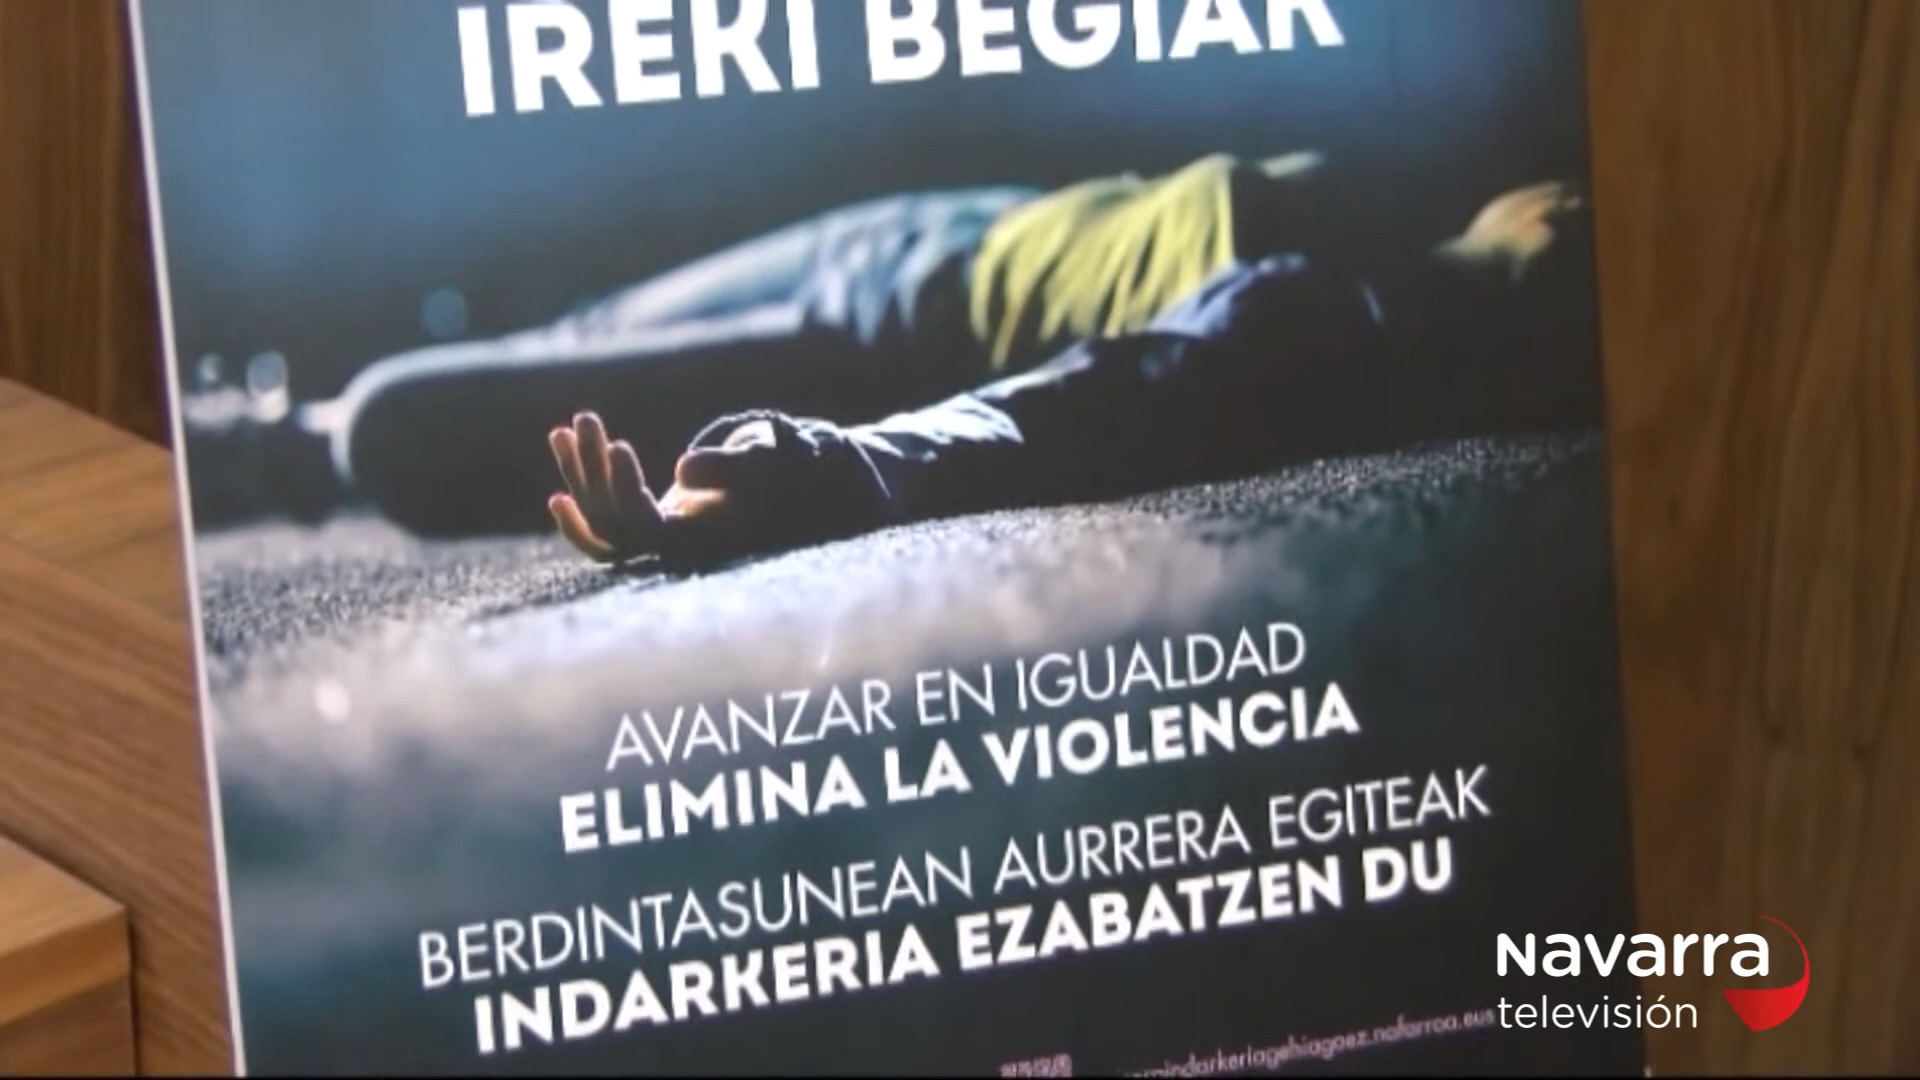 IREKI BEGIAK
AVANZAR EN IGUALDAD
ELIMINA LA VIOLENCIA
BERDINTASUNEAN AURRERA EGITEAK
INDARKERIA EZABATZEN DU
navarra
televisión